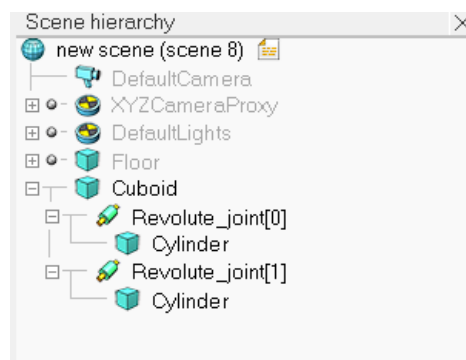 Scene hierarchy
new scene (scene 8)
DefaultCamera
XYZCameraProxy
DefaultLights
Floor
Cuboid
Revolute_joint[0]
Cylinder
Revolute_joint[1]
Cylinder